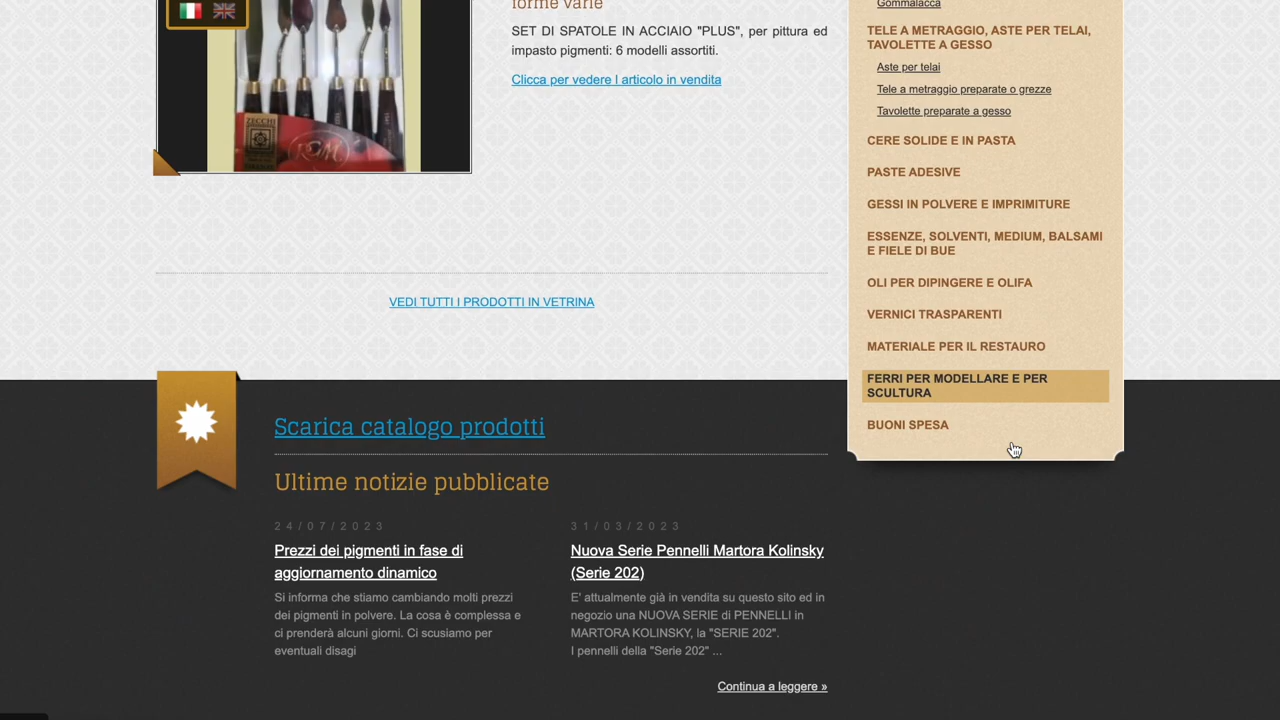 forme varie
SET DI SPATOLE IN ACCIAIO "PLUS", per pittura ed
impasto pigmenti: 6 modelli assortiti.
Clicca per vedere l articolo in vendita
ZECCHI
VEDI TUTTI I PRODOTTI IN VETRINA
Gommalacca
TELE A METRAGGIO, ASTE PER TELAI,
TAVOLETTE A GESSO
Aste per telai
Tele a metraggio preparate o grezze
Tavolette preparate a gesso
CERE SOLIDE E IN PASTA
PASTE ADESIVE
GESSI IN POLVERE E IMPRIMITURE
ESSENZE, SOLVENTI, MEDIUM, BALSAMI
E FIELE DI BUE
OLI PER DIPINGERE E OLIFA
VERNICI TRASPARENTI
MATERIALE PER IL RESTAURO
FERRI PER MODELLARE E PER
SCULTURA
BUONI SPESA
Scarica catalogo prodotti
Ultime notizie pubblicate
24/07/2023
Prezzi dei pigmenti in fase di
aggiornamento dinamico
Si informa che stiamo cambiando molti prezzi
dei pigmenti in polvere. La cosa è complessa e
ci prenderà alcuni giorni. Ci scusiamo per
eventuali disagi
31/03/2023
Nuova Serie Pennelli Martora Kolinsky
(Serie 202)
E' attualmente già in vendita su questo sito ed in
negozio una NUOVA SERIE di PENNELLI in
MARTORA KOLINSKY, la "SERIE 202".
I pennelli della "Serie 202" ...
Continua a leggere »